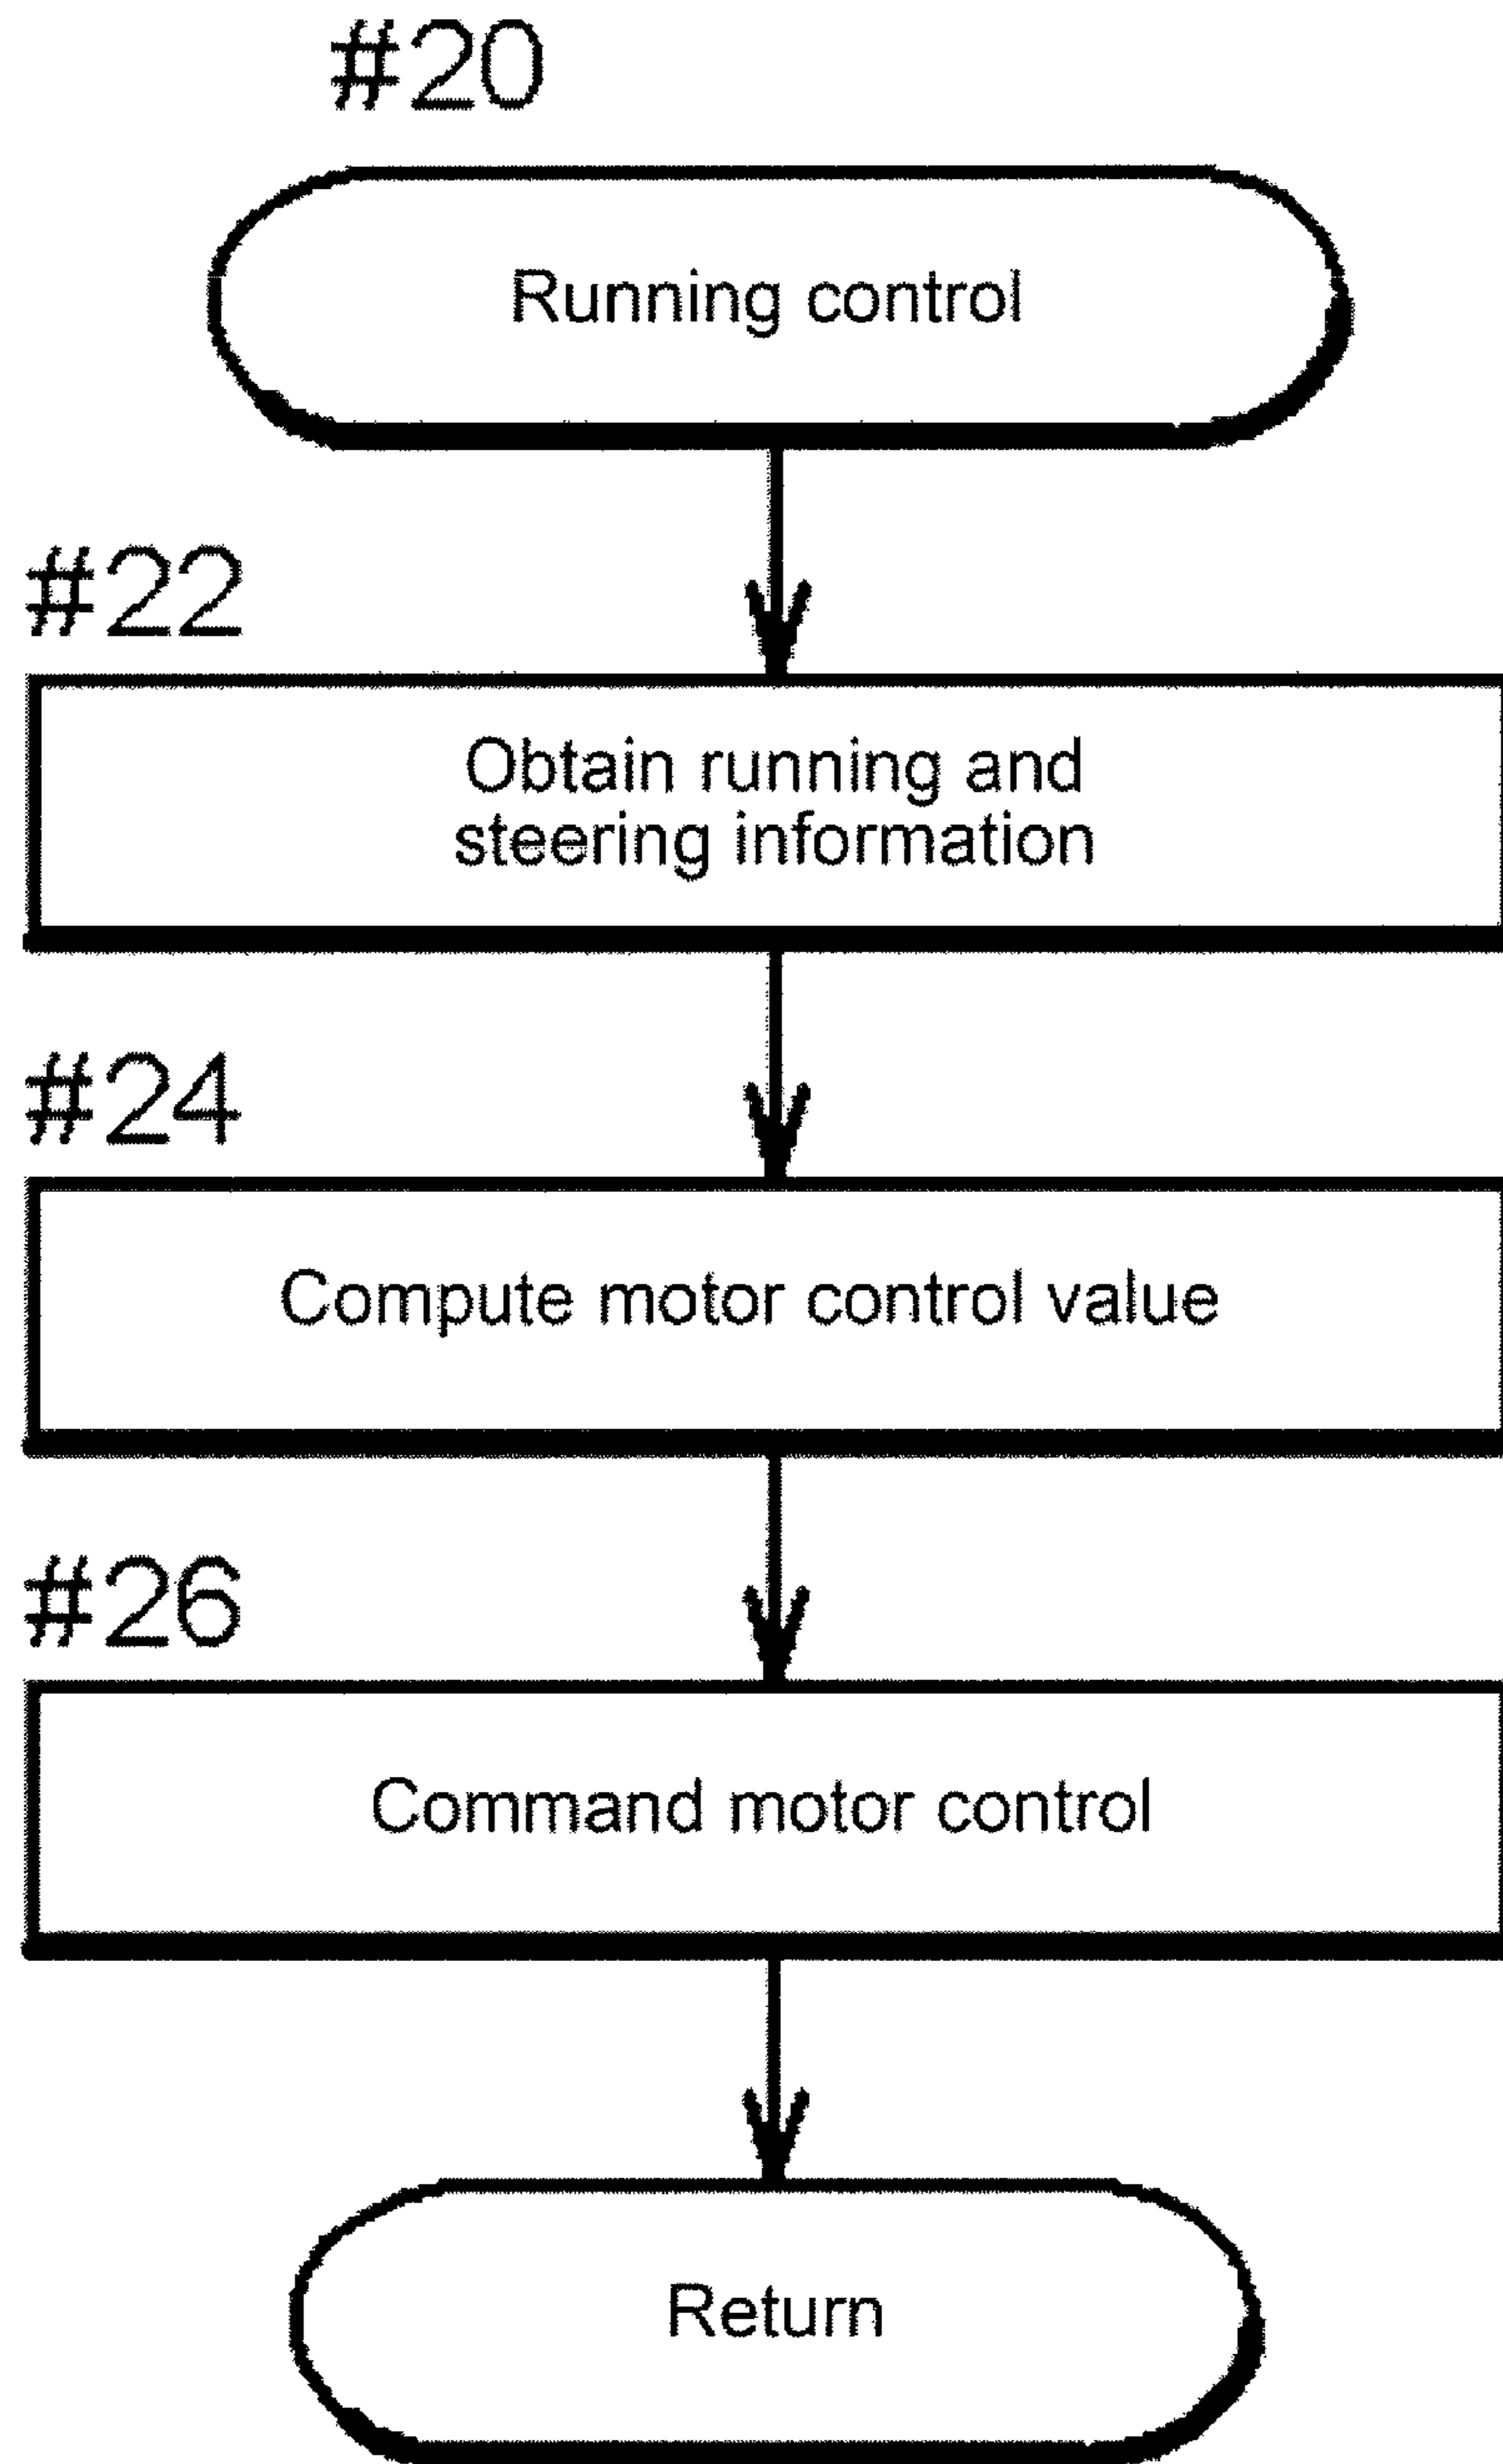 #20
Running control
#22
Obtain running and
steering information
#24
Compute motor control value
#26
Command motor control
Return